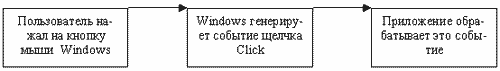 Пользователь на-
жал на кнопку
мыши Windows
Windows генериру-
ет событие щелчка
Click
Приложение обра-
батывает это собы-
тие